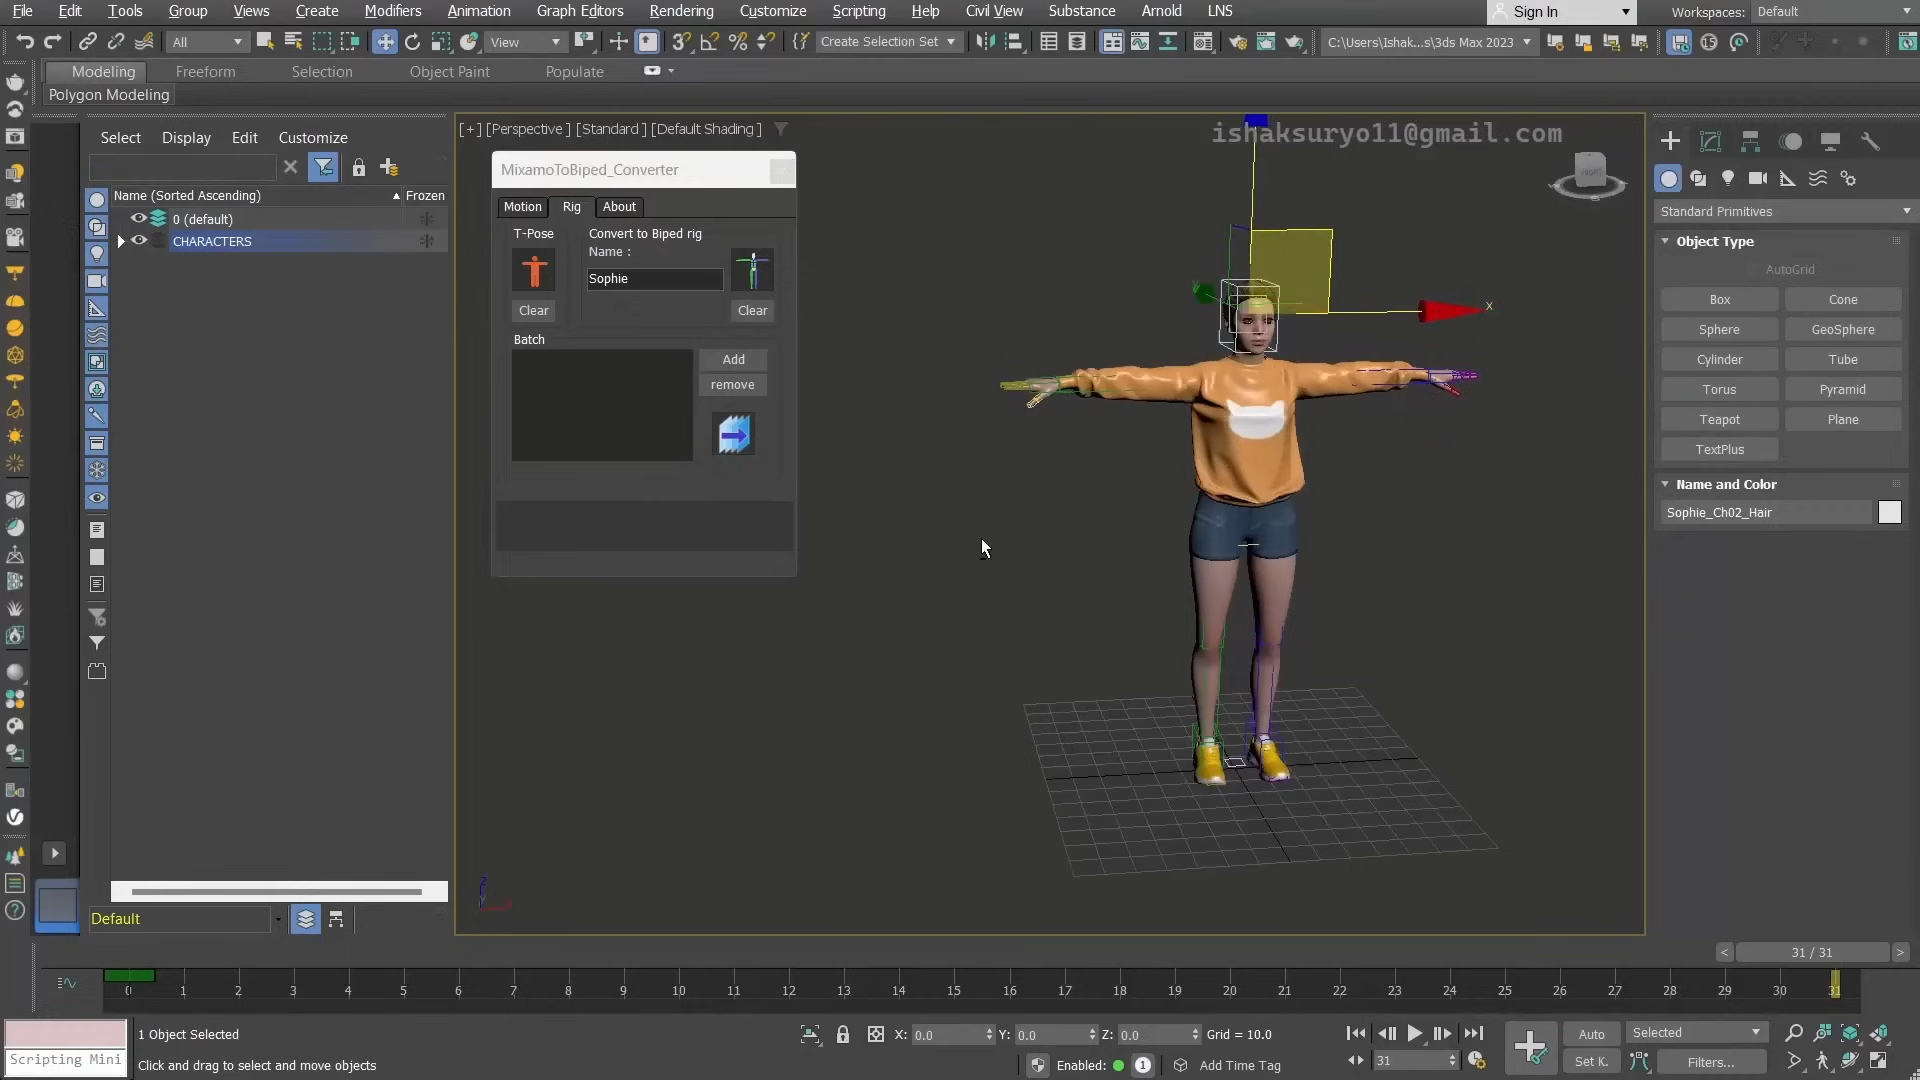 File Edit Tools Group Views Create Modifiers Animation Graph Editors Rendering Customize Scripting Help Civil View Substance Arnold LNS Sign In Workspaces: Default
All View Create Selection Set C:\Users\Ishak...s\3ds Max 2023
Modeling Freeform Selection Object Paint Populate
Polygon Modeling
Select Display Edit Customize
Name (Sorted Ascending) Frozen
0 (default)
CHARACTERS
Default
[+] [Perspective ] [Standard ] [Default Shading ]
ishaksuryo11@gmail.com
MixamoToBiped_Converter
Motion Rig About
T-Pose Convert to Biped rig
Name :
Sophie
Clear Clear
Batch
Add
remove
x
FRONT
z
Standard Primitives
Object Type
AutoGrid
Box Cone
Sphere GeoSphere
Cylinder Tube
Torus Pyramid
Teapot Plane
TextPlus
Name and Color
Sophie_Ch02_Hair
< 31 / 31 >
0 1 2 3 4 5 6 7 8 9 10 11 12 13 14 15 16 17 18 19 20 21 22 23 24 25 26 27 28 29 30 31
1 Object Selected X: 0.0 Y: 0.0 Z: 0.0 Grid = 10.0 Auto Selected
Scripting Mini Click and drag to select and move objects Enabled: 1 Add Time Tag 31 Set K. Filters...